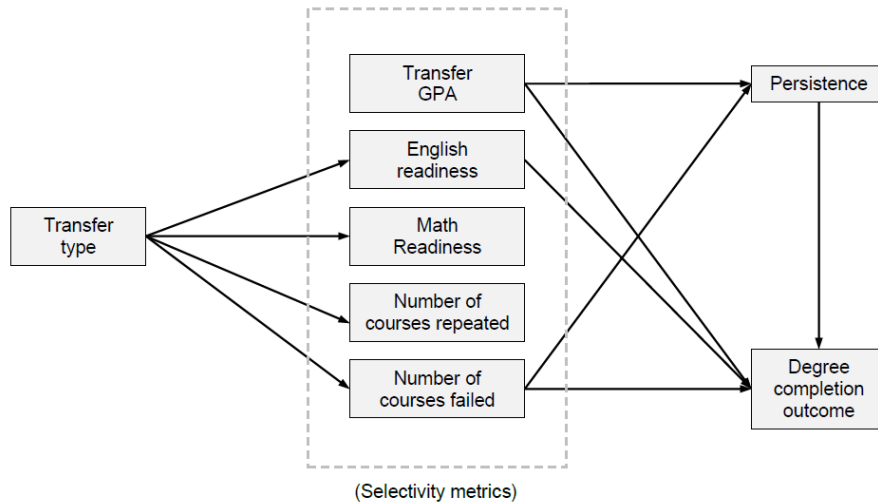 Transfer
GPA
Persistence
English
readiness
Transfer
type
Math
Readiness
Number of
courses repeated
Number of
courses failed
Degree
completion
outcome
(Selectivity metrics)